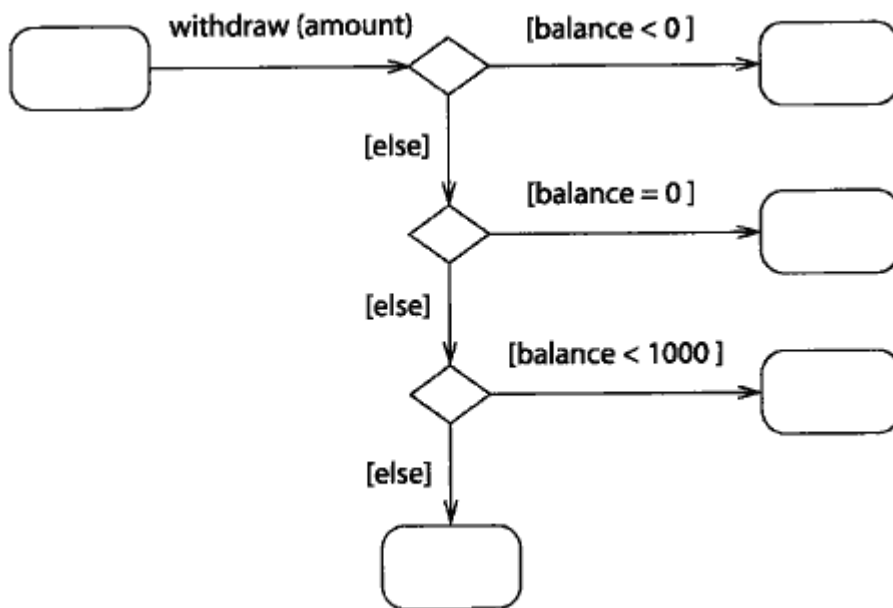 withdraw (amount)
[balance < 0 ]
[else]
[balance = 0 ]
[else]
[balance < 1000 ]
[else]